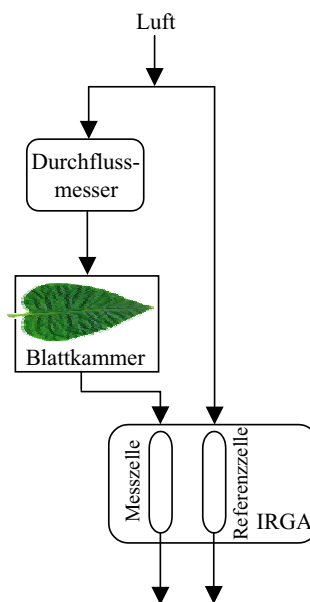 Luft
Durchfluss-
messer
Blattkammer
Messzelle
Referenzzelle
IRGA